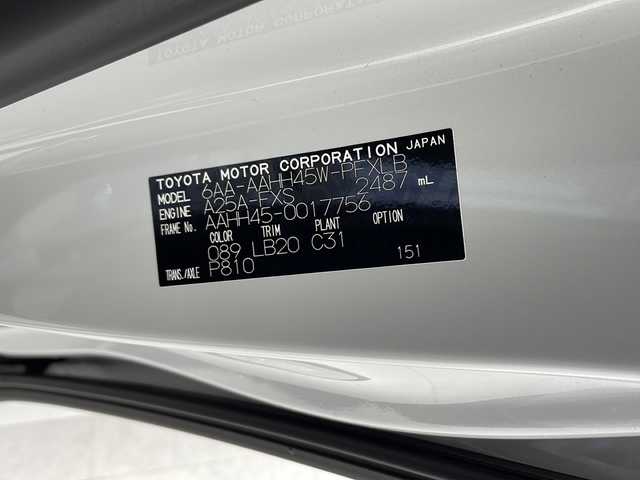 TOYOTA MOTOR CORPORATION JAPAN
MODEL 6AA-AAHH45W-PFXLB
ENGINE A25A-FXS 2487 mL
FRAME No. AAHH45-0017756
COLOR TRIM PLANT OPTION
089 LB20 C31
TRANS./AXLE P810 151